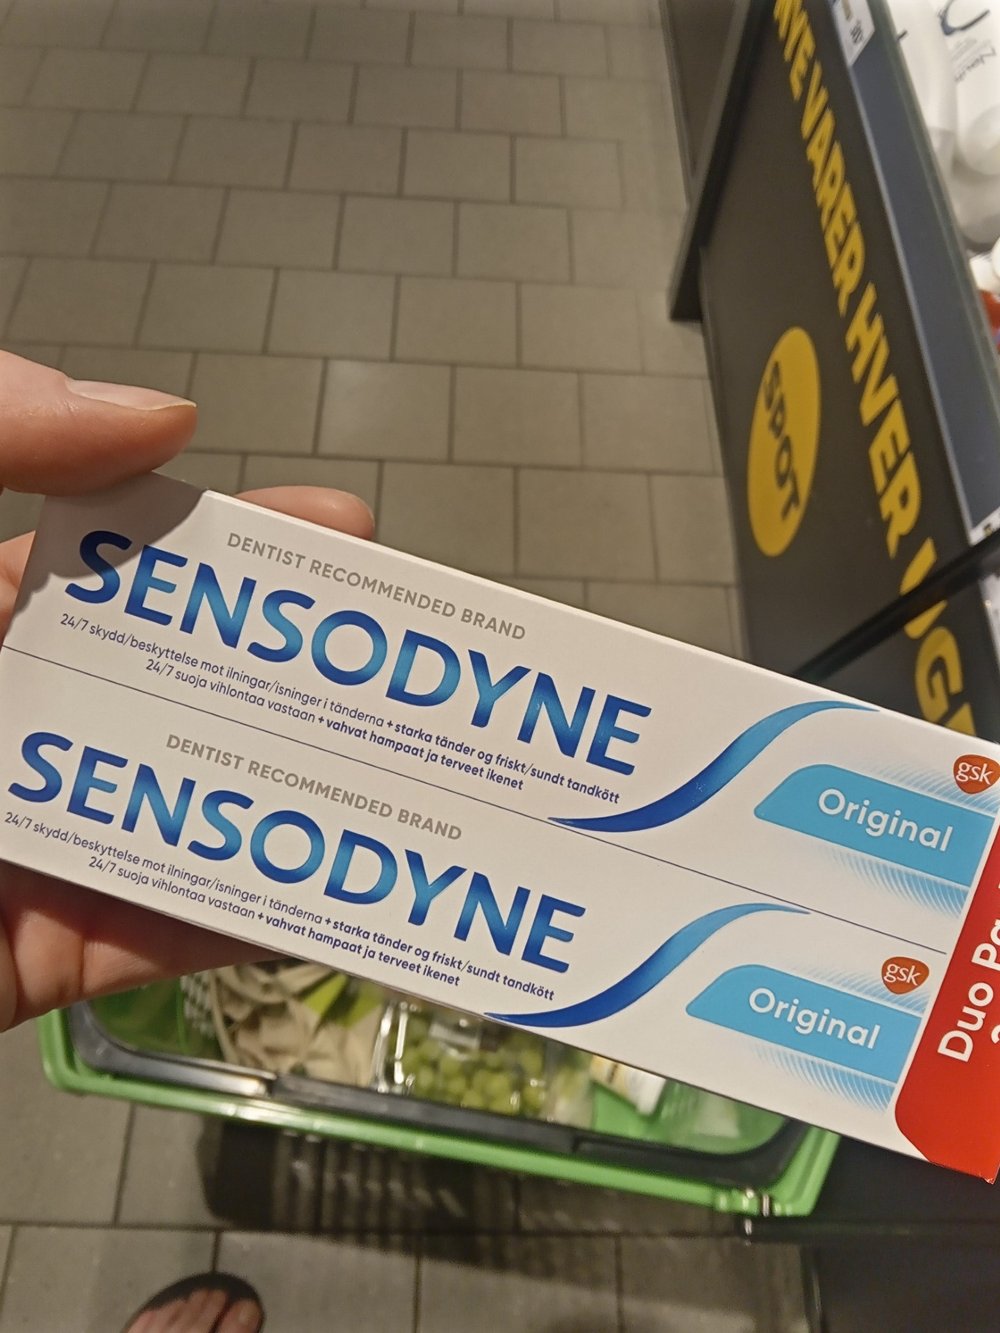 NEVARER HVER UGE
SPOT
DENTIST RECOMMENDED BRAND
SENSODYNE
24/7 skydd/beskyttelse mot ilningar/isninger i tänderna + starka tänder og friskt/sundt tandkött
24/7 suoja vihlontaa vastaan + vahvat hampaat ja terveet ikenet
gsk
Original
DENTIST RECOMMENDED BRAND
SENSODYNE
24/7 skydd/beskyttelse mot ilningar/isninger i tänderna + starka tänder og friskt/sundt tandkött
24/7 suoja vihlontaa vastaan + vahvat hampaat ja terveet ikenet
gsk
Original
Duo Pa